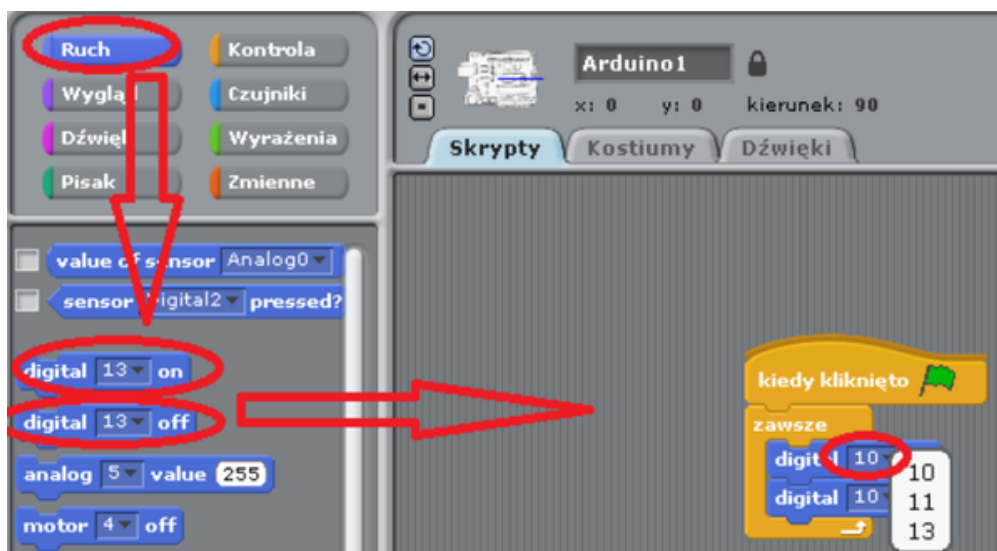 Ruch
Kontrola
Wygląd
Czujniki
Dźwięk
Wyrażenia
Pisak
Zmienne
value of sensor Analog0
sensor Digital2 pressed?
digital 13 on
digital 13 off
analog 5 value 255
motor 4 off
Arduino1
x: 0 y: 0 kierunek: 90
Skrypty
Kostiumy
Dźwięki
kiedy kliknięto
zawsze
digital 10
digital 10
10
11
13